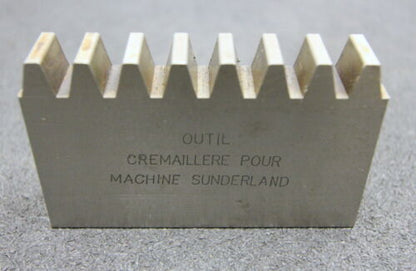 OUTIL
CREMAILLERE POUR
MACHINE SUNDERLAND